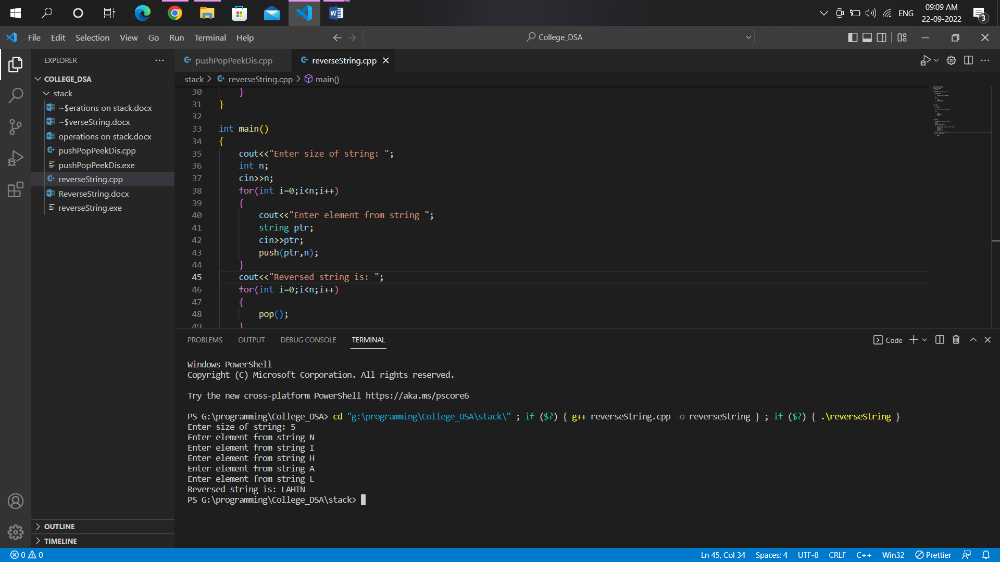 ENG
09:09 AM
22-09-2022
3
File Edit Selection View Go Run Terminal Help
College_DSA
EXPLORER
COLLEGE_DSA
stack
~$erations on stack.docx
~$verseString.docx
operations on stack.docx
pushPopPeekDis.cpp
pushPopPeekDis.exe
reverseString.cpp
ReverseString.docx
reverseString.exe
OUTLINE
TIMELINE
pushPopPeekDis.cpp reverseString.cpp
stack > reverseString.cpp > main()
30 }
31 }
32
33 int main()
34 {
35 cout<<"Enter size of string: ";
36 int n;
37 cin>>n;
38 for(int i=0;i<n;i++)
39 {
40 cout<<"Enter element from string ";
41 string ptr;
42 cin>>ptr;
43 push(ptr,n);
44 }
45 cout<<"Reversed string is: ";
46 for(int i=0;i<n;i++)
47 {
48 pop();
49 }
PROBLEMS OUTPUT DEBUG CONSOLE TERMINAL
Code
Windows PowerShell
Copyright (C) Microsoft Corporation. All rights reserved.
Try the new cross-platform PowerShell https://aka.ms/pscore6
PS G:\programming\College_DSA> cd "g:\programming\College_DSA\stack\" ; if ($?) { g++ reverseString.cpp -o reverseString } ; if ($?) { .\reverseString }
Enter size of string: 5
Enter element from string N
Enter element from string I
Enter element from string H
Enter element from string A
Enter element from string L
Reversed string is: LAHIN
PS G:\programming\College_DSA\stack>
0 0
Ln 45, Col 34 Spaces: 4 UTF-8 CRLF C++ Win32 Prettier